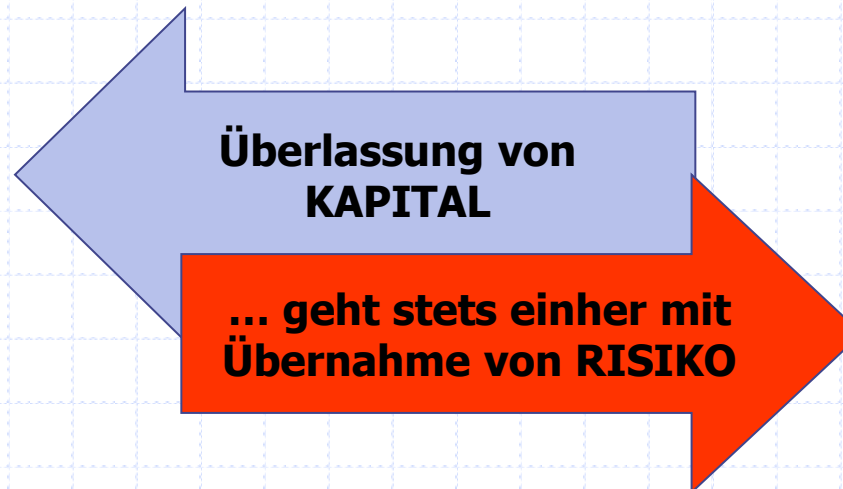 Überlassung von
KAPITAL
... geht stets einher mit
Übernahme von RISIKO